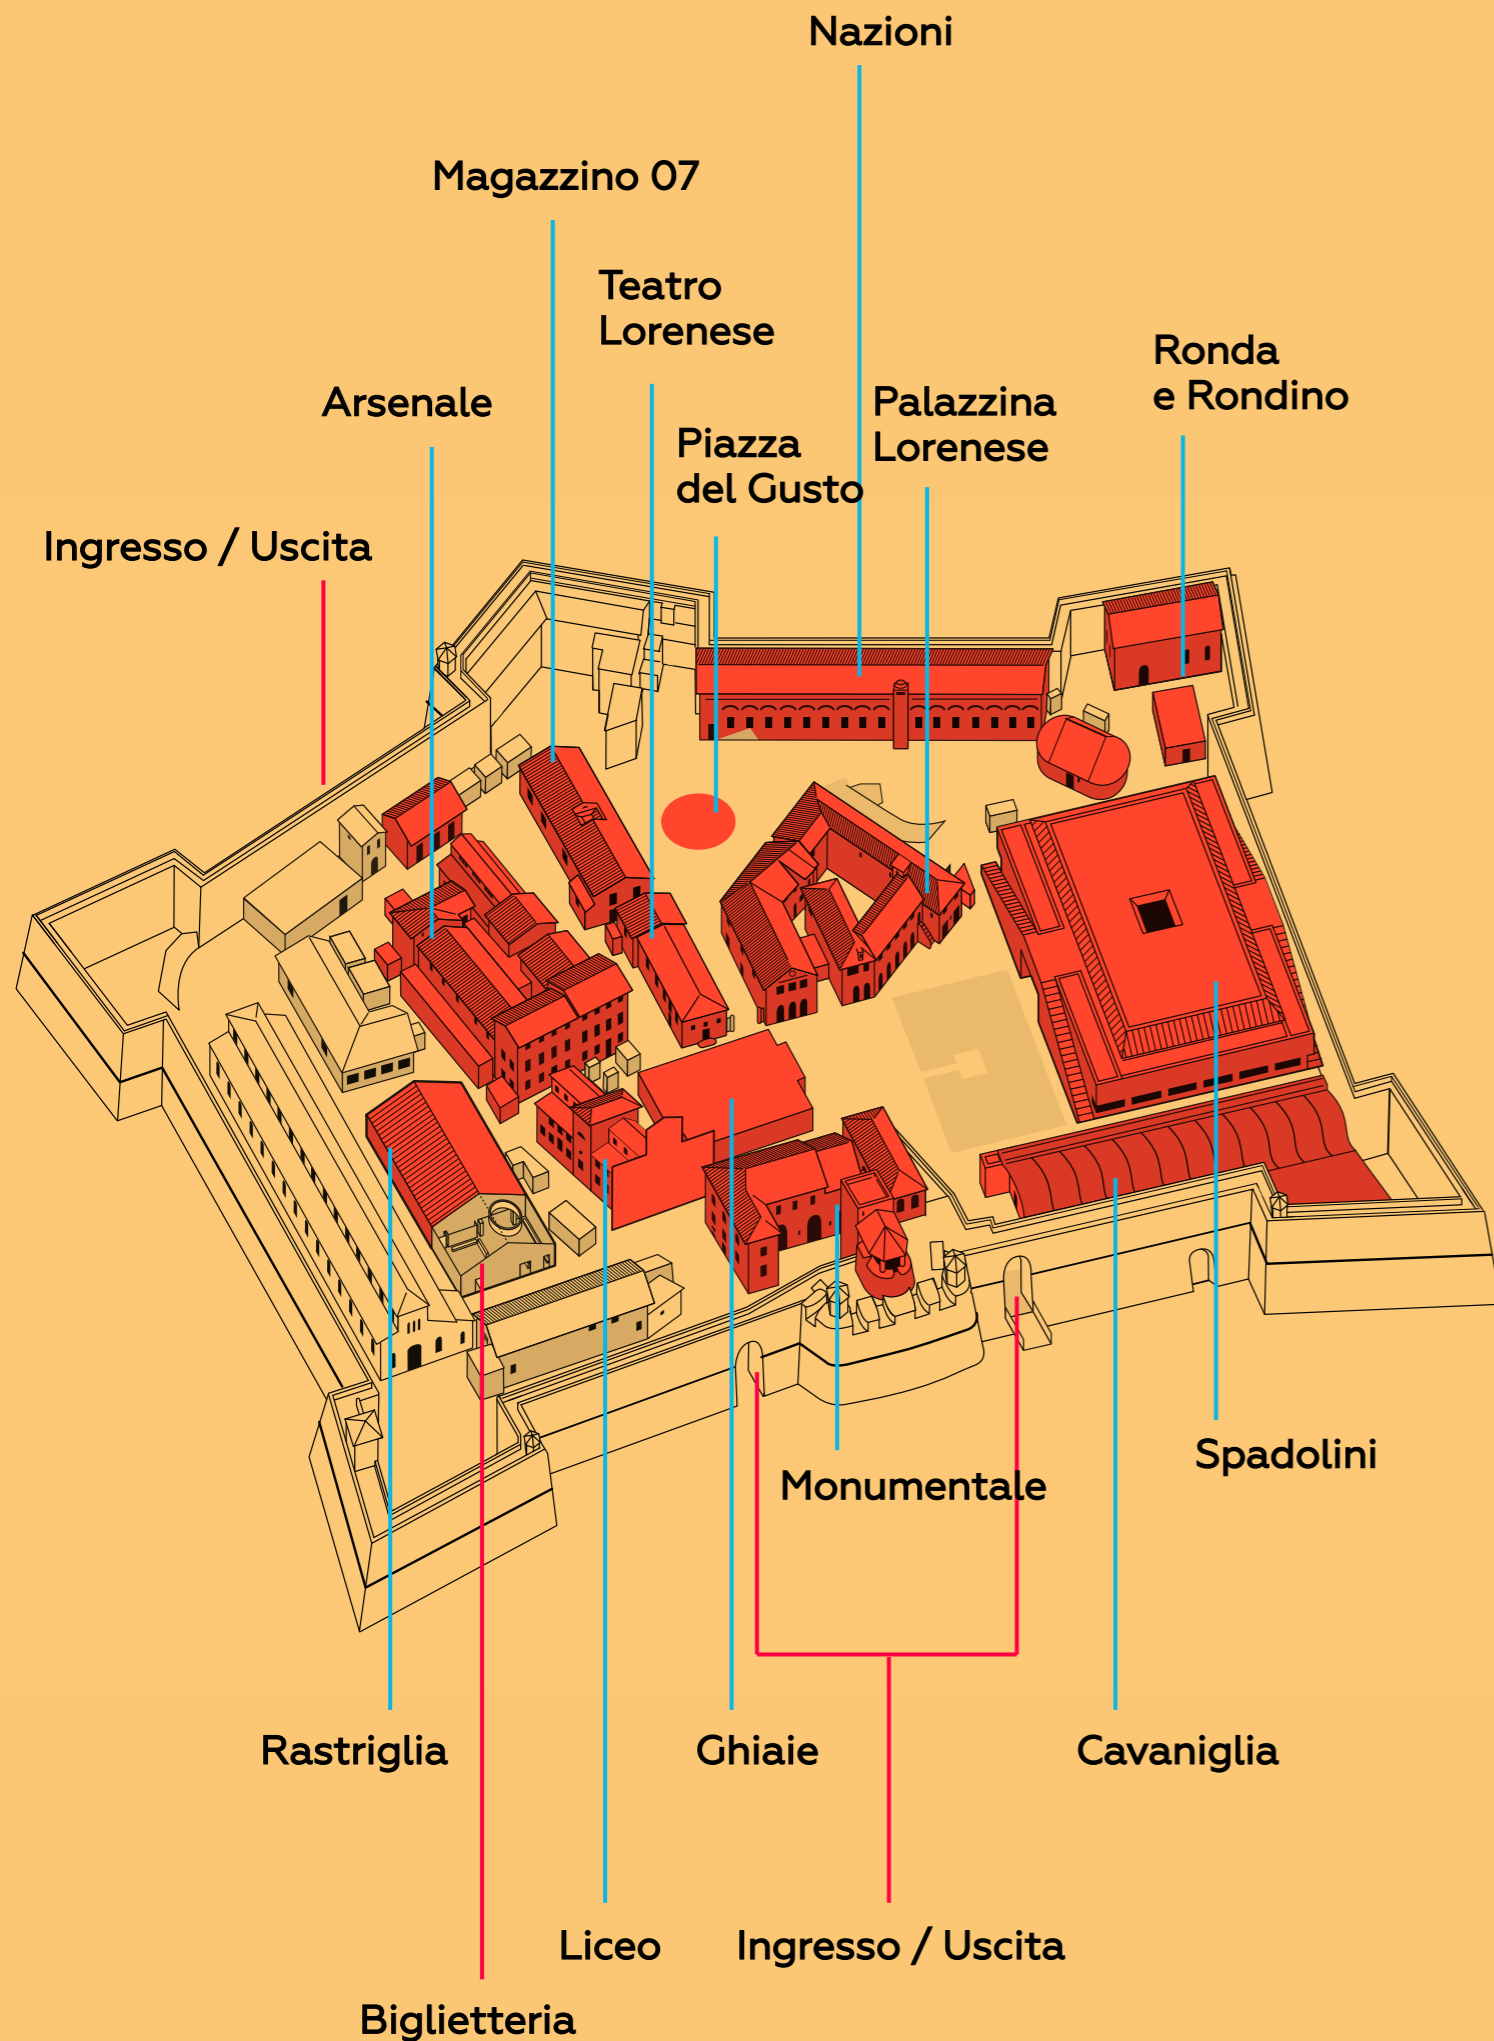 Nazioni
Magazzino 07
Teatro
Lorenese
Ronda
e Rondino
Arsenale
Palazzina
Lorenese
Piazza
del Gusto
Ingresso / Uscita
Spadolini
Monumentale
Rastriglia
Ghiaie
Cavaniglia
Liceo
Ingresso / Uscita
Biglietteria